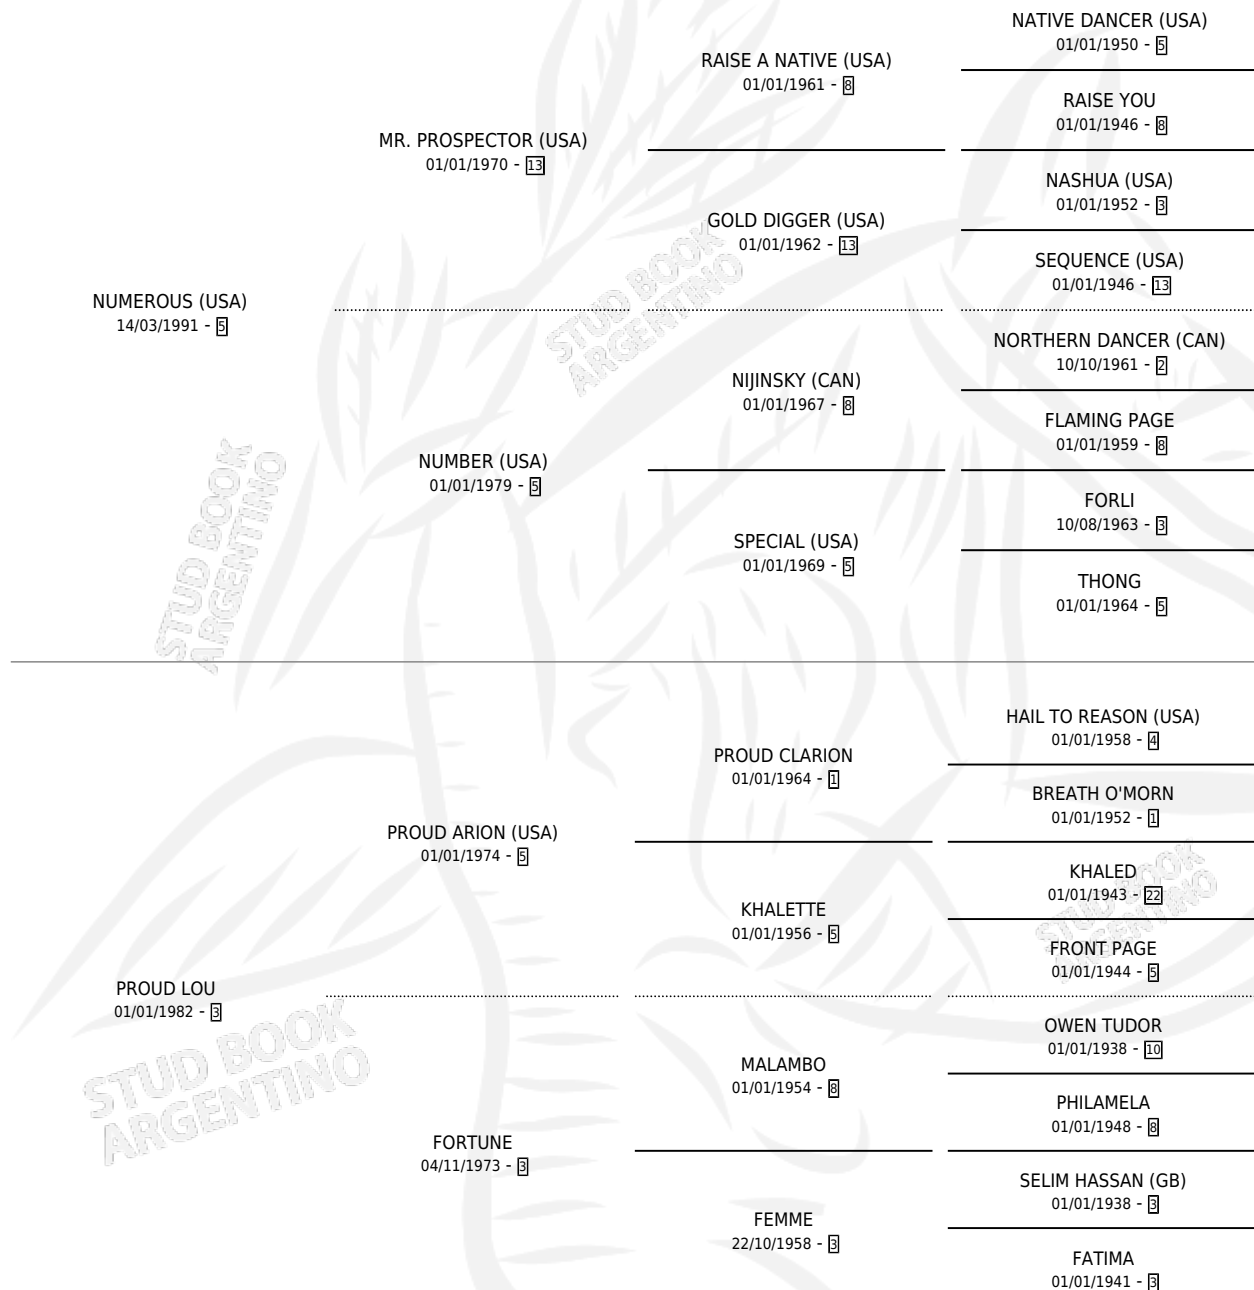 NATIVE DANCER (USA)
01/01/1950 - 5
RAISE A NATIVE (USA)
01/01/1961 - 8
RAISE YOU
01/01/1946 - 8
MR. PROSPECTOR (USA)
01/01/1970 - 13
NASHUA (USA)
01/01/1952 - 3
GOLD DIGGER (USA)
01/01/1962 - 13
SEQUENCE (USA)
01/01/1946 - 13
NUMEROUS (USA)
14/03/1991 - 5
STUD BOOK
ARGENTINO
NORTHERN DANCER (CAN)
10/10/1961 - 2
NIJINSKY (CAN)
01/01/1967 - 8
FLAMING PAGE
01/01/1959 - 8
NUMBER (USA)
01/01/1979 - 5
FORLI
10/08/1963 - 3
SPECIAL (USA)
01/01/1969 - 5
THONG
01/01/1964 - 5
STUD BOOK
ARGENTINO
HAIL TO REASON (USA)
01/01/1958 - 4
PROUD CLARION
01/01/1964 - 1
BREATH O'MORN
01/01/1952 - 1
PROUD ARION (USA)
01/01/1974 - 5
KHALED
01/01/1943 - 22
KHALETTE
01/01/1956 - 5
STUD BOOK
ARGENTINO
FRONT PAGE
01/01/1944 - 5
PROUD LOU
01/01/1982 - 3
STUD BOOK
ARGENTINO
OWEN TUDOR
01/01/1938 - 10
MALAMBO
01/01/1954 - 8
PHILAMELA
01/01/1948 - 8
FORTUNE
04/11/1973 - 3
SELIM HASSAN (GB)
01/01/1938 - 3
FEMME
22/10/1958 - 3
FATIMA
01/01/1941 - 3